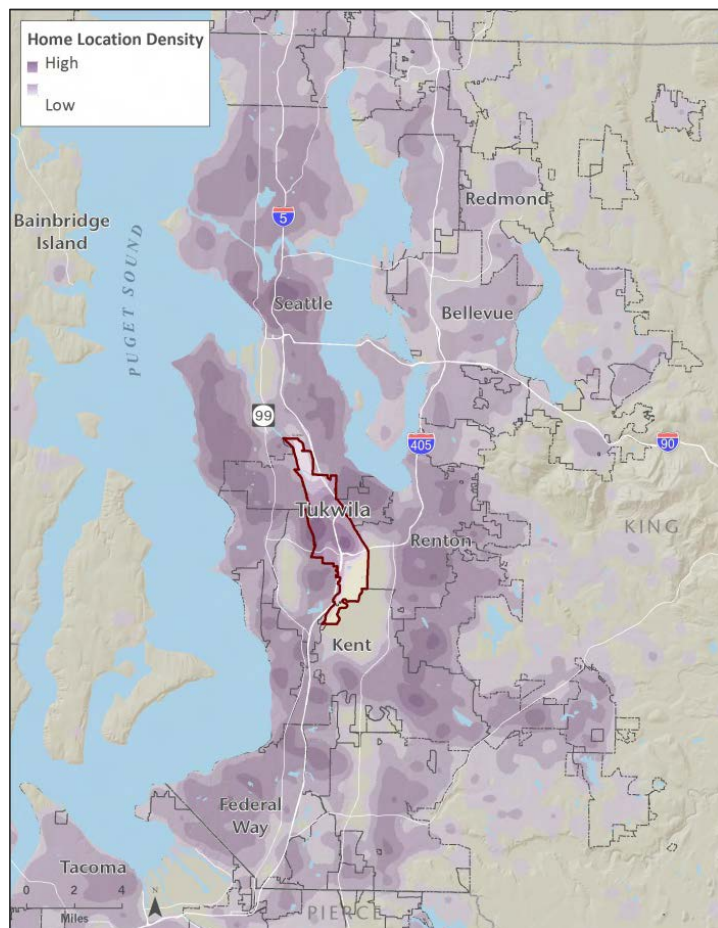 Home Location Density
High
Low
Redmond
Bainbridge
Island
5
PUGET SOUND
Seattle
Bellevue
99
405
90
Tukwila
Renton
KING
Kent
Federal
Way
Tacoma
0 2 4
N
Miles
PIERCE